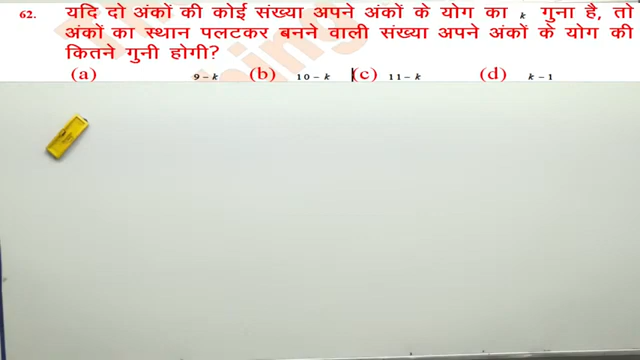 62. यदि दो अंकों की कोई संख्या अपने अंकों के योग का k गुना है, तो
अंकों का स्थान पलटकर बनने वाली संख्या अपने अंकों के योग की
कितने गुनी होगी?
(a) 9 – k (b) 10 – k (c) 11 – k (d) k – 1